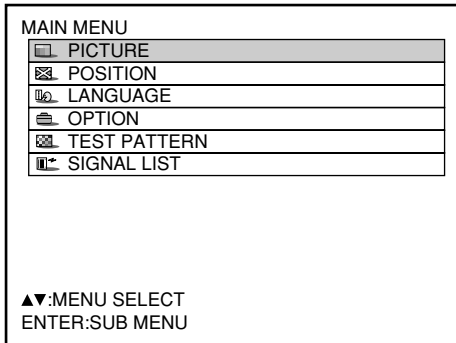 MAIN MENU
PICTURE
POSITION
LANGUAGE
OPTION
TEST PATTERN
SIGNAL LIST
▲▼:MENU SELECT
ENTER:SUB MENU